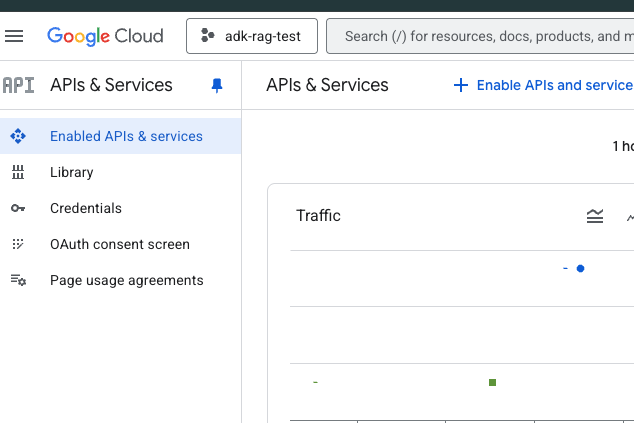 Google Cloud
adk-rag-test
Search (/) for resources, docs, products, and m
API
APIs & Services
APIs & Services
Enable APIs and service
Enabled APIs & services
Library
Credentials
OAuth consent screen
Page usage agreements
1 ho
Traffic